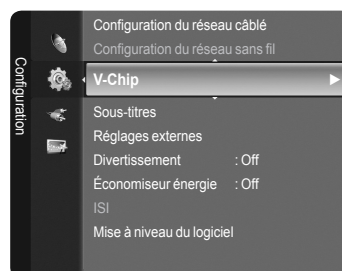 Configuration
Configuration du réseau câblé
Configuration du réseau sans fil
V-Chip
Sous-titres
Réglages externes
Divertissement : Off
Économiseur énergie : Off
ISI
Mise à niveau du logiciel